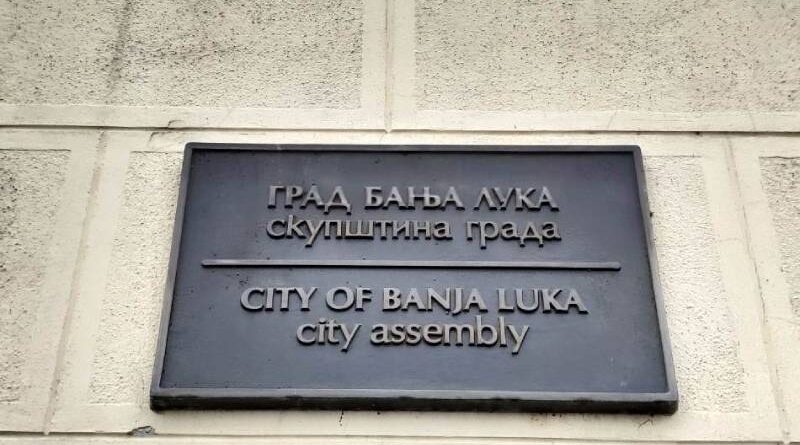 ГРАД БАЊА ЛУКА
скупштина града
CITY OF BANJA LUKA
city assembly